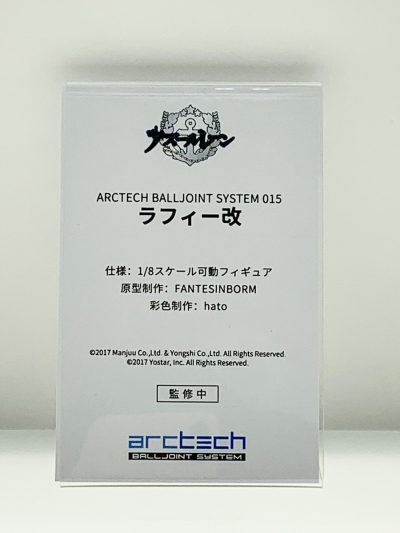 アズールレーン
ARCTECH BALLJOINT SYSTEM 015
ラフィー改
仕様：1/8スケール可動フィギュア
原型制作：FANTESINBORM
彩色制作：hato
©2017 Manjuu Co.,Ltd. & Yongshi Co.,Ltd. All Rights Reserved.
©2017 Yostar, Inc. All Rights Reserved.
監修中
arctech
BALLJOINT SYSTEM